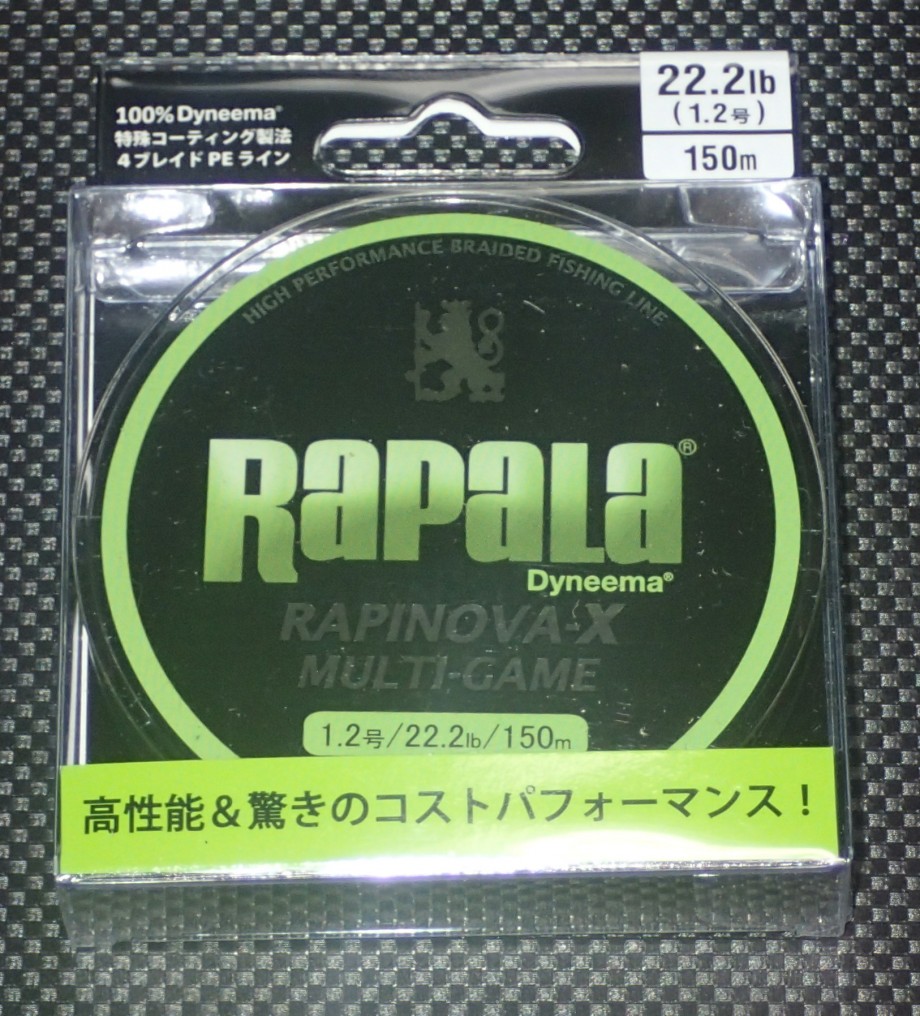 100% Dyneema®
特殊コーティング製法
4ブレイド PE ライン
22.2lb
(1.2号)
150m
HIGH PERFORMANCE BRAIDED FISHING LINE
RAPALA®
Dyneema®
RAPINOVA-X
MULTI-GAME
1.2号/22.2lb/150m
高性能&驚きのコストパフォーマンス!